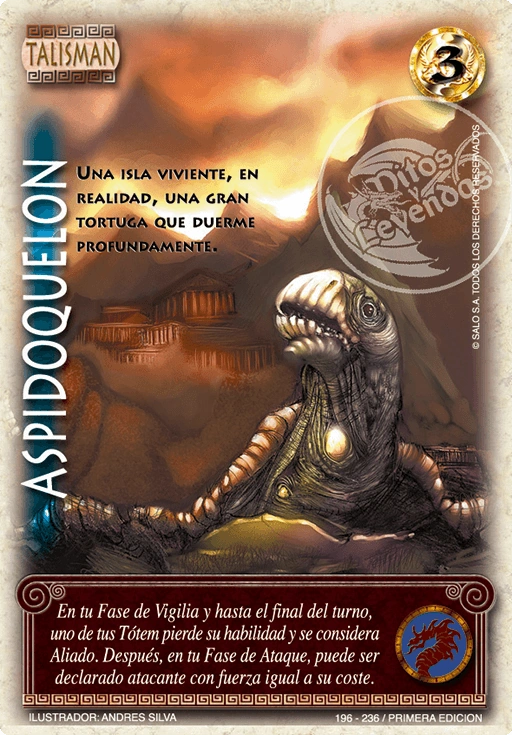 TALISMAN
3
Mitos
y
Leyendas
ASPIDOQUELON
UNA ISLA VIVIENTE, EN
REALIDAD, UNA GRAN
TORTUGA QUE DUERME
PROFUNDAMENTE.
© SALO S.A. TODOS LOS DERECHOS RESERVADOS
En tu Fase de Vigilia y hasta el final del turno,
uno de tus Tótem pierde su habilidad y se considera
Aliado. Después, en tu Fase de Ataque, puede ser
declarado atacante con fuerza igual a su coste.
ILUSTRADOR: ANDRES SILVA
196 - 236 / PRIMERA EDICION